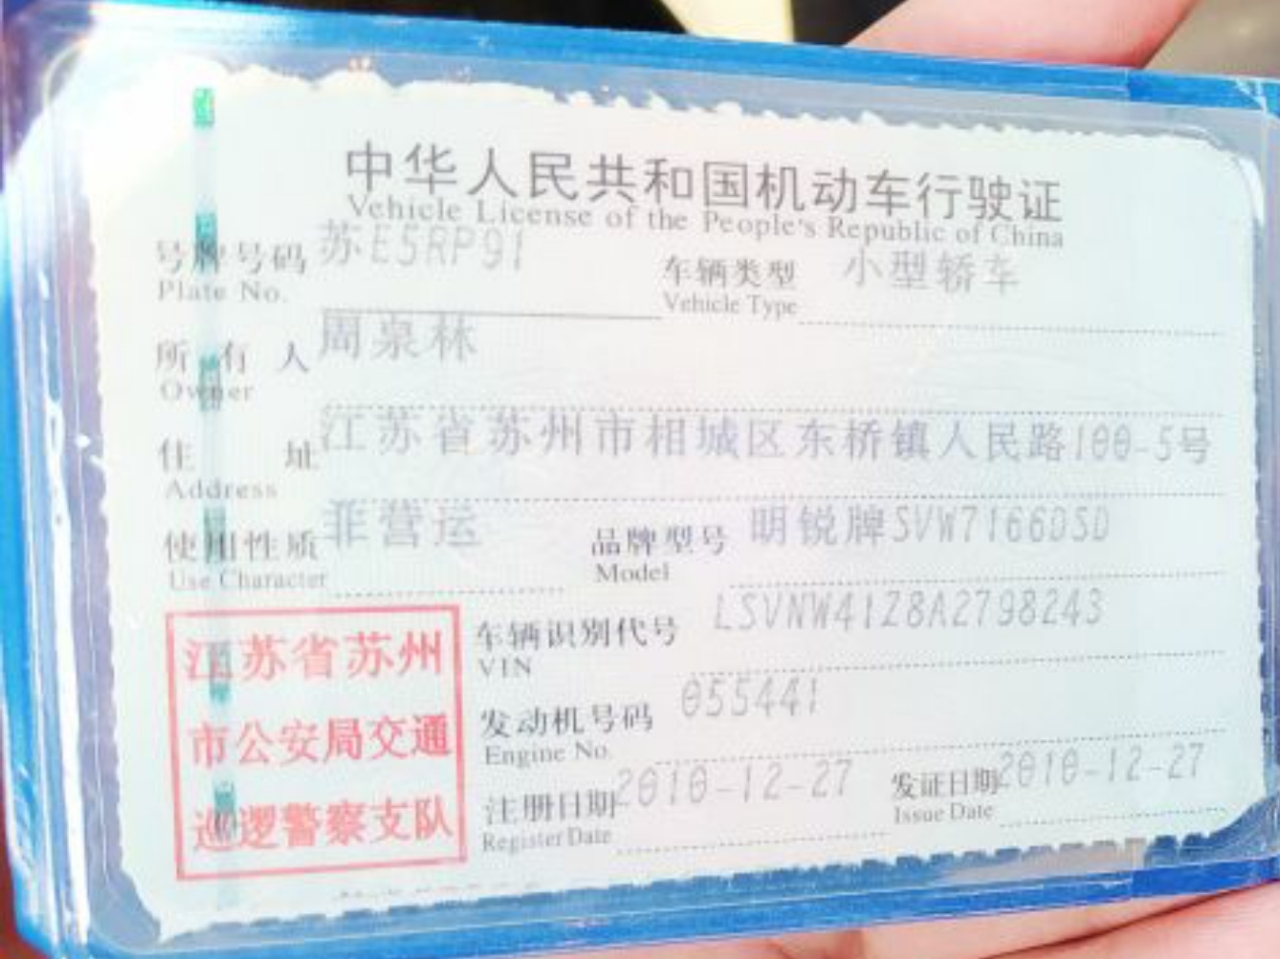 中华人民共和国机动车行驶证
Vehicle License of the People's Republic of China
号牌号码 苏E5RP91 车辆类型 小型轿车
Plate No. Vehicle Type
所有人 周泉林
Owner
住址 江苏省苏州市相城区东桥镇人民路100-5号
Address
使用性质 非营运 品牌型号 明锐牌SVW7166DSD
Use Character Model
江苏省苏州
市公安局交通
巡逻警察支队
车辆识别代号 LSVNW41Z8A2798243
VIN
发动机号码 055441
Engine No.
注册日期 2010-12-27 发证日期 2010-12-27
Register Date Issue Date